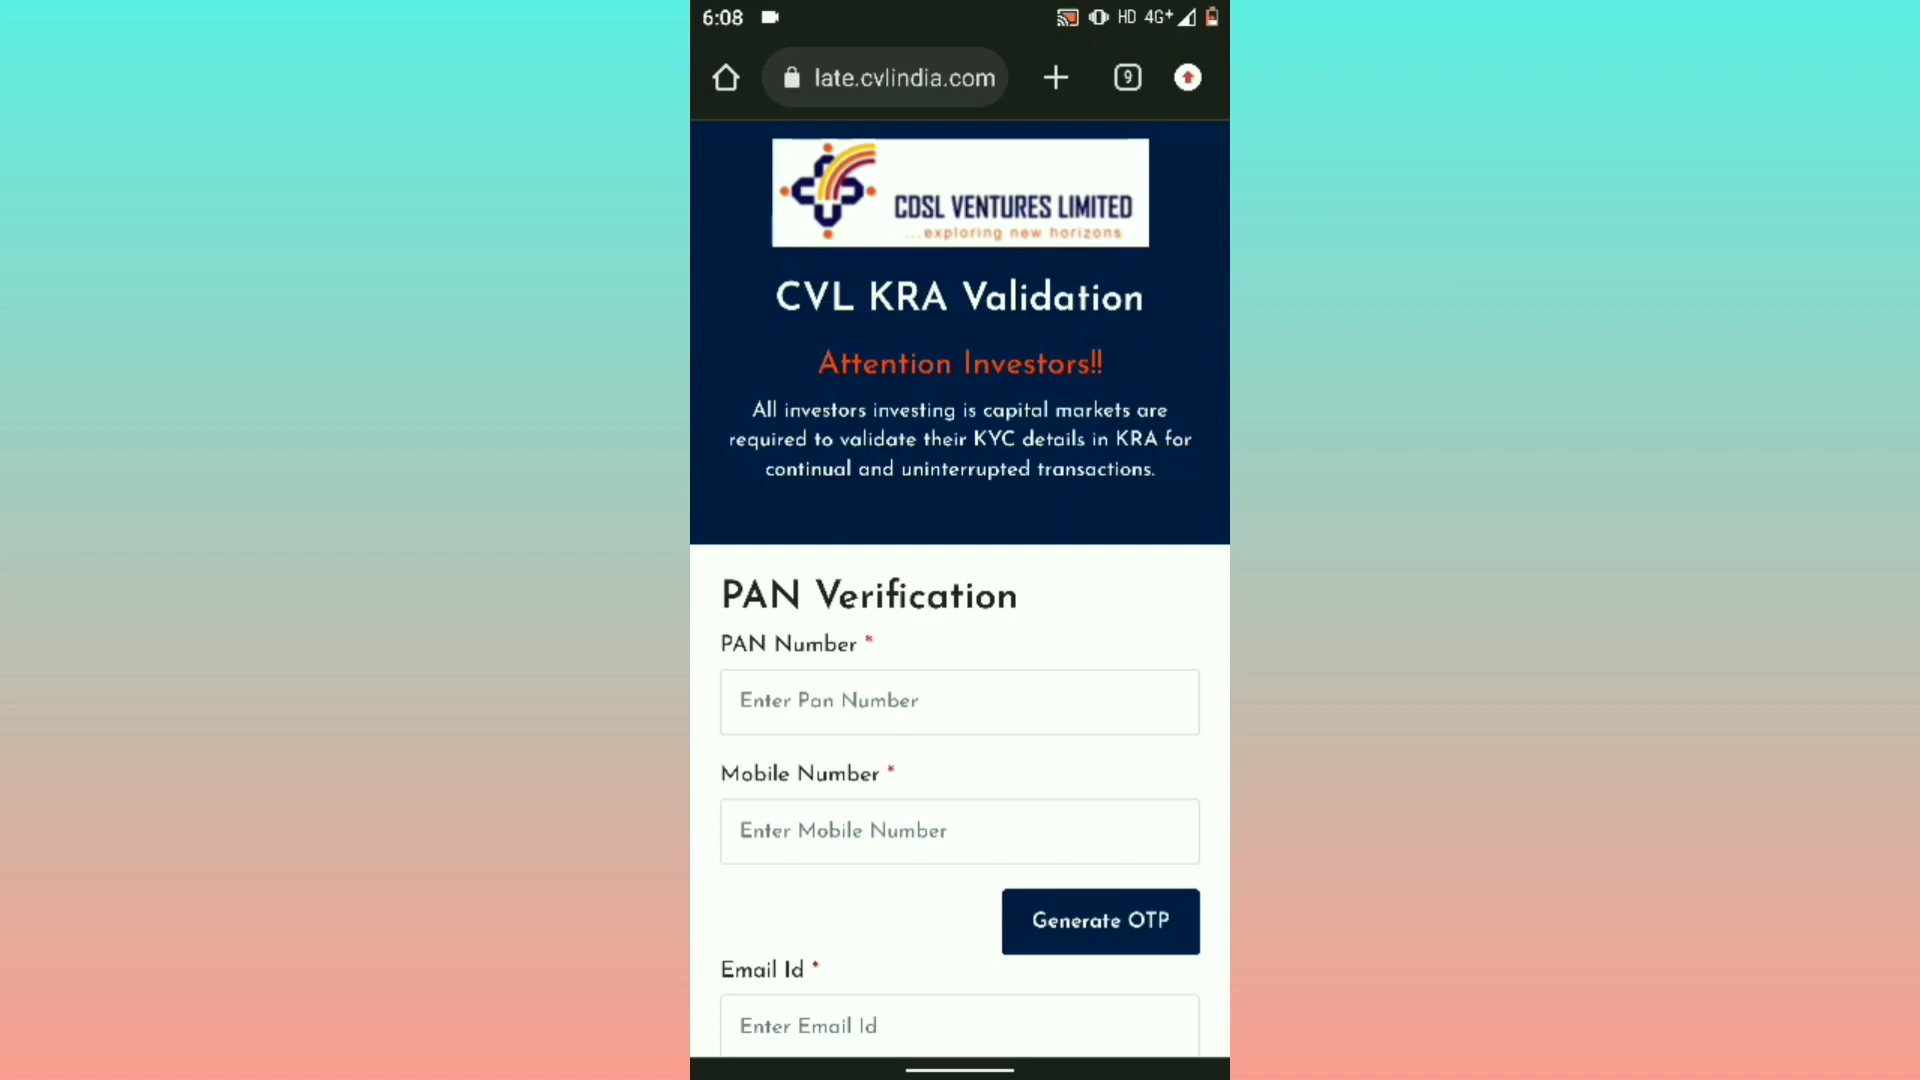 6:08
HD 4G+
late.cvlindia.com
9
CDSL VENTURES LIMITED
...exploring new horizons
CVL KRA Validation
Attention Investors!!
All investors investing is capital markets are
required to validate their KYC details in KRA for
continual and uninterrupted transactions.
PAN Verification
PAN Number *
Enter Pan Number
Mobile Number *
Enter Mobile Number
Generate OTP
Email Id *
Enter Email Id